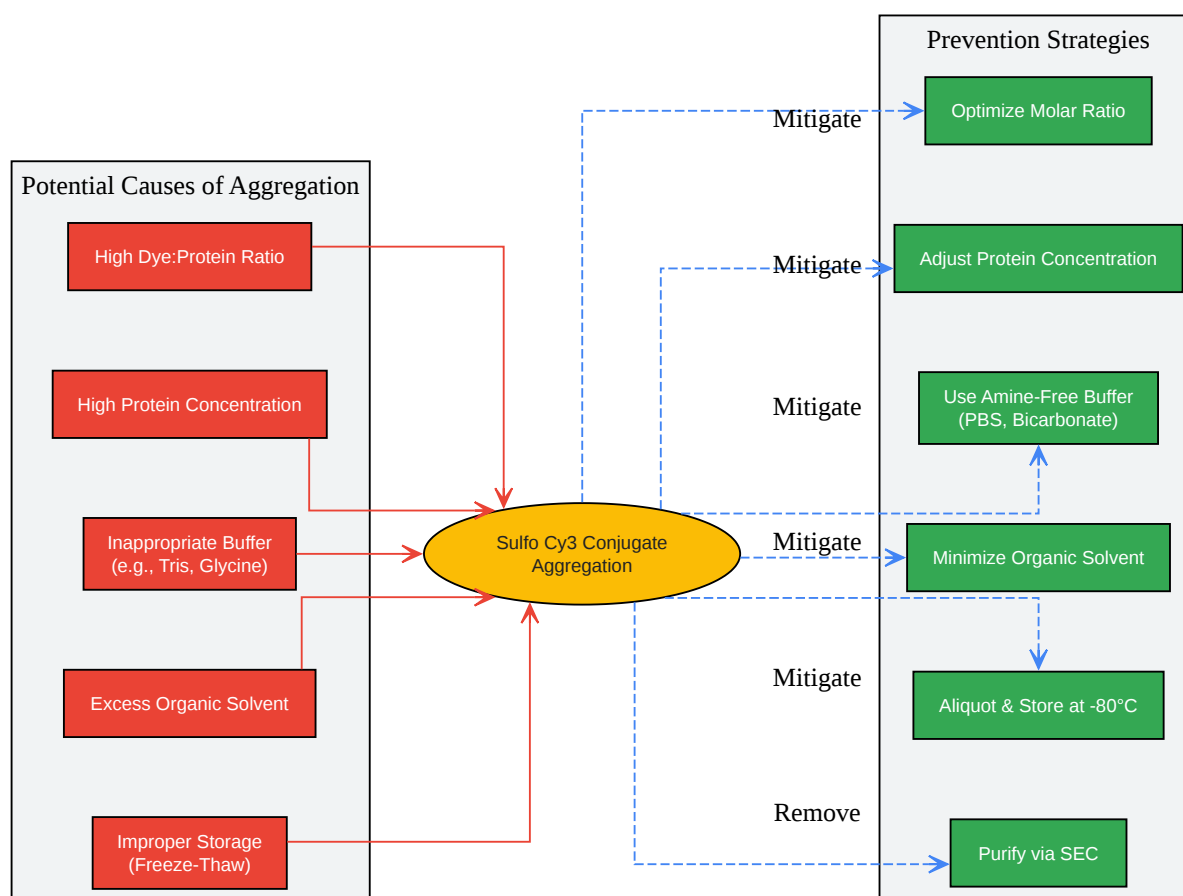 Potential Causes of Aggregation
High Dye:Protein Ratio
High Protein Concentration
Inappropriate Buffer
(e.g., Tris, Glycine)
Excess Organic Solvent
Improper Storage
(Freeze-Thaw)
Sulfo Cy3 Conjugate
Aggregation
Mitigate
Mitigate
Mitigate
Mitigate
Mitigate
Remove
Prevention Strategies
Optimize Molar Ratio
Adjust Protein Concentration
Use Amine-Free Buffer
(PBS, Bicarbonate)
Minimize Organic Solvent
Aliquot & Store at -80°C
Purify via SEC